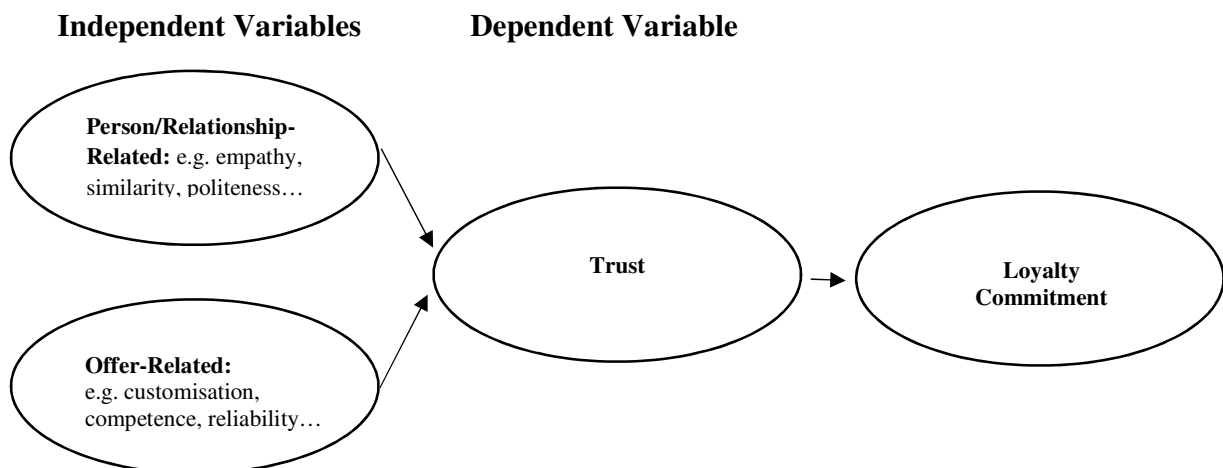 Independent Variables
Dependent Variable
Person/Relationship-
Related: e.g. empathy,
similarity, politeness…
Trust
Loyalty
Commitment
Offer-Related:
e.g. customisation,
competence, reliability…